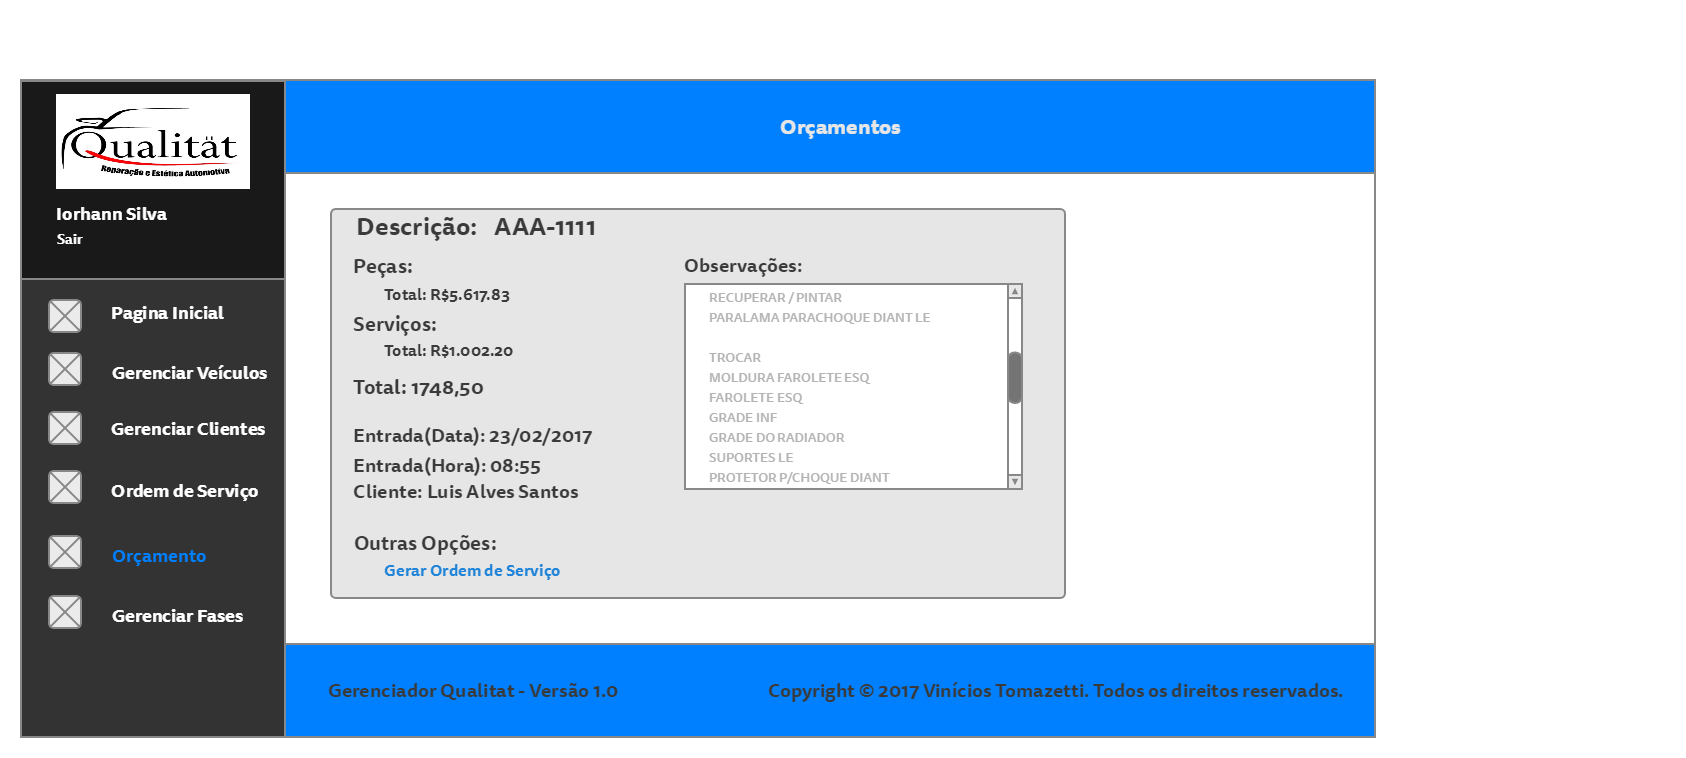 Qualität
Reparação e Estética Automotiva
Iorhann Silva
Sair
Pagina Inicial
Gerenciar Veículos
Gerenciar Clientes
Ordem de Serviço
Orçamento
Gerenciar Fases
Orçamentos
Descrição: AAA-1111
Peças:
Total: R$5.617.83
Serviços:
Total: R$1.002.20
Total: 1748,50
Entrada(Data): 23/02/2017
Entrada(Hora): 08:55
Cliente: Luis Alves Santos
Outras Opções:
Gerar Ordem de Serviço
Observações:
RECUPERAR / PINTAR
PARALAMA PARACHOQUE DIANT LE
TROCAR
MOLDURA FAROLETE ESQ
FAROLETE ESQ
GRADE INF
GRADE DO RADIADOR
SUPORTES LE
PROTETOR P/CHOQUE DIANT
Gerenciador Qualitat - Versão 1.0
Copyright © 2017 Vinícios Tomazetti. Todos os direitos reservados.